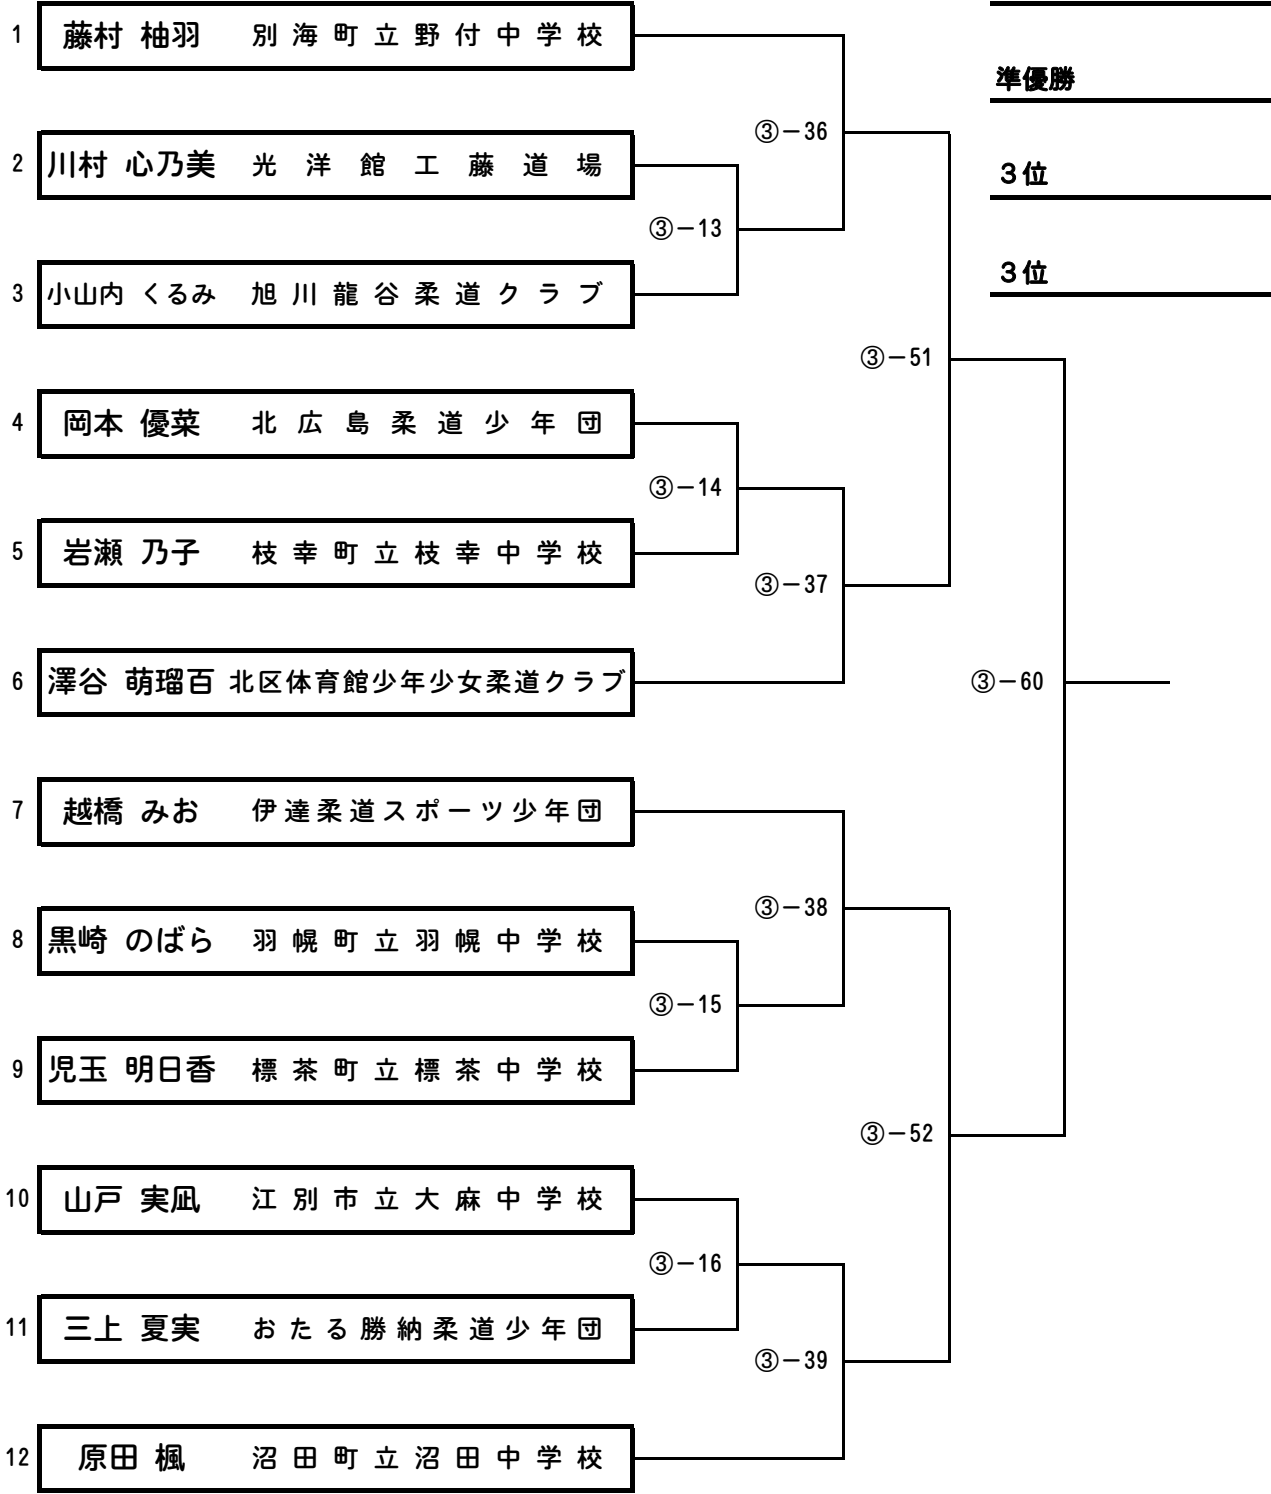 1 藤村 柚羽 別海町立野付中学校
準優勝
③－36
2 川村 心乃美 光洋館工藤道場
３位
③－13
3 小山内 くるみ 旭川龍谷柔道クラブ
３位
③－51
4 岡本 優菜 北広島柔道少年団
③－14
5 岩瀬 乃子 枝幸町立枝幸中学校
③－37
6 澤谷 萌瑠百 北区体育館少年少女柔道クラブ
③－60
7 越橋 みお 伊達柔道スポーツ少年団
③－38
8 黒崎 のばら 羽幌町立羽幌中学校
③－15
9 児玉 明日香 標茶町立標茶中学校
③－52
10 山戸 実凪 江別市立大麻中学校
③－16
11 三上 夏実 おたる勝納柔道少年団
③－39
12 原田 楓 沼田町立沼田中学校